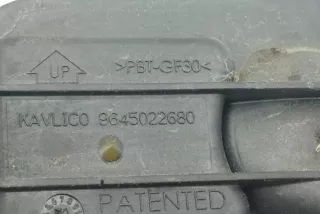 UP
>PBT-GF30<
KAVLICO 9645022680
PATENTED